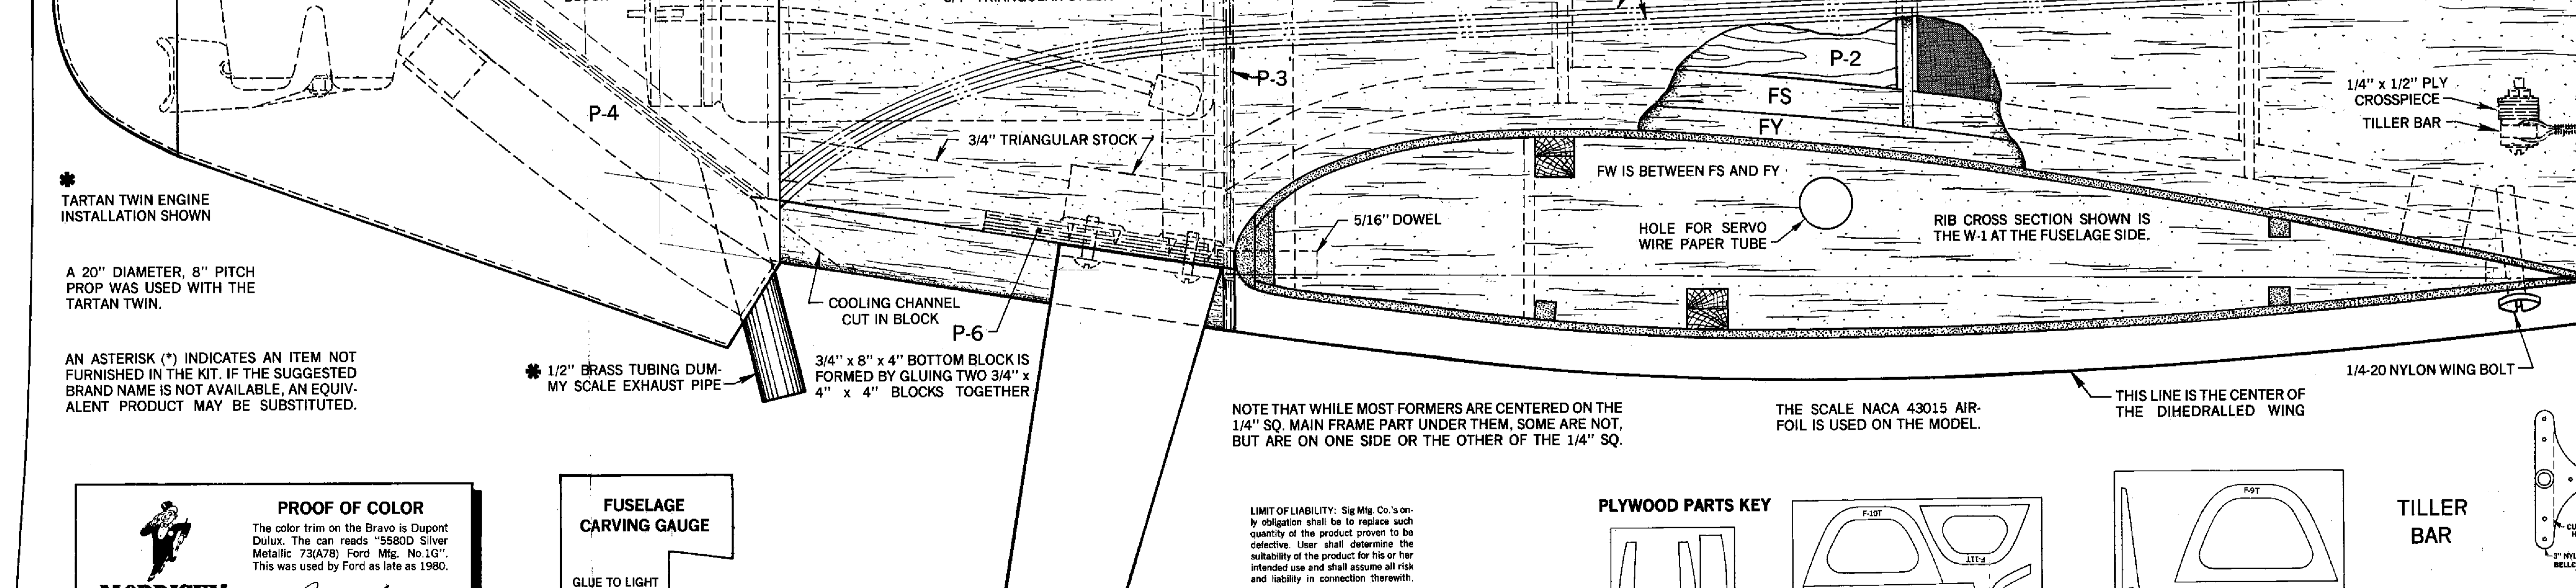 P-2
FS
FY
P-3
P-4
1/4" x 1/2" PLY
CROSSPIECE
TILLER BAR
3/4" TRIANGULAR STOCK
FW IS BETWEEN FS AND FY
✱
TARTAN TWIN ENGINE
INSTALLATION SHOWN
5/16" DOWEL
HOLE FOR SERVO
WIRE PAPER TUBE
RIB CROSS SECTION SHOWN IS
THE W-1 AT THE FUSELAGE SIDE.
A 20" DIAMETER, 8" PITCH
PROP WAS USED WITH THE
TARTAN TWIN.
COOLING CHANNEL
CUT IN BLOCK
P-6
AN ASTERISK (*) INDICATES AN ITEM NOT
FURNISHED IN THE KIT. IF THE SUGGESTED
BRAND NAME IS NOT AVAILABLE, AN EQUIV-
ALENT PRODUCT MAY BE SUBSTITUTED.
✱ 1/2" BRASS TUBING DUM-
MY SCALE EXHAUST PIPE
3/4" x 8" x 4" BOTTOM BLOCK IS
FORMED BY GLUING TWO 3/4" x
4" x 4" BLOCKS TOGETHER
1/4-20 NYLON WING BOLT
THIS LINE IS THE CENTER OF
THE DIHEDRALLED WING
NOTE THAT WHILE MOST FORMERS ARE CENTERED ON THE
1/4" SQ. MAIN FRAME PART UNDER THEM, SOME ARE NOT,
BUT ARE ON ONE SIDE OR THE OTHER OF THE 1/4" SQ.
THE SCALE NACA 43015 AIR-
FOIL IS USED ON THE MODEL.
PROOF OF COLOR
The color trim on the Bravo is Dupont
Dulux. The can reads "5580D Silver
Metallic 73(A78) Ford Mfg. No.1G".
This was used by Ford as late as 1980.
FUSELAGE
CARVING GAUGE
GLUE TO LIGHT
LIMIT OF LIABILITY: Sig Mfg. Co.'s on-
ly obligation shall be to replace such
quantity of the product proven to be
defective. User shall determine the
suitability of the product for his or her
intended use and shall assume all risk
and liability in connection therewith.
PLYWOOD PARTS KEY
F-10T
F-11T
F-9T
TILLER
BAR